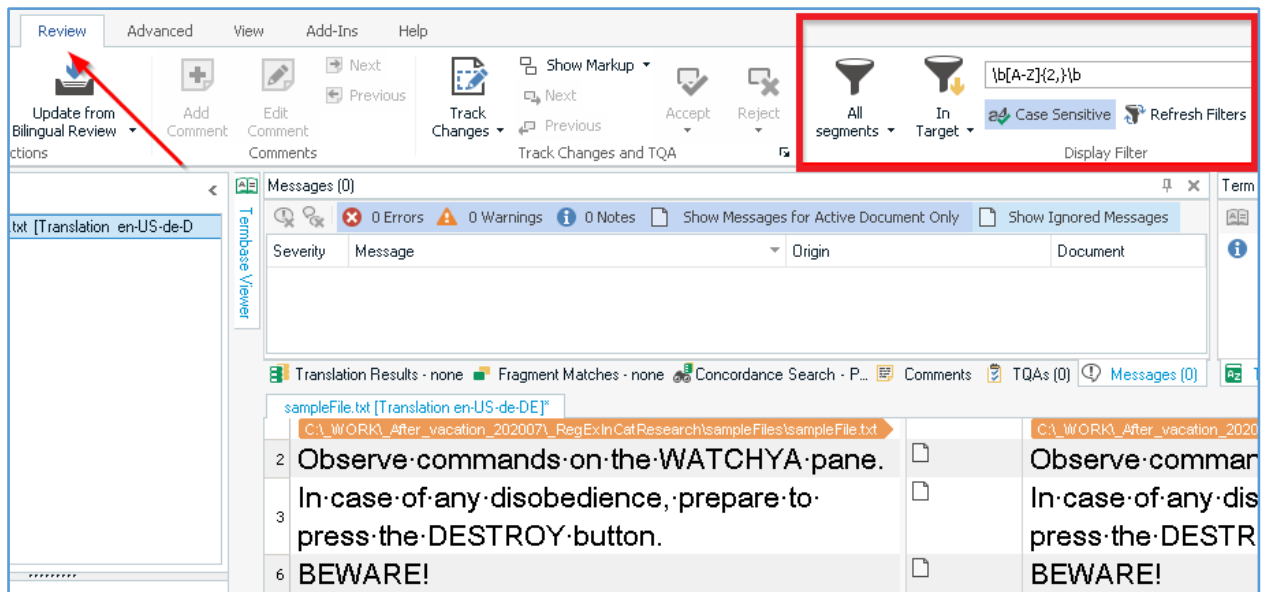 Review Advanced View Add-Ins Help
Update from
Bilingual Review
Add
Comment
Edit
Comment
Next
Previous
Comments
Track
Changes
Show Markup
Next
Previous
Accept
Reject
Track Changes and TQA
All
segments
In
Target
\b[A-Z]{2,}\b
Case Sensitive Refresh Filters
Display Filter
ctions
Messages (0)
Term
.txt [Translation en-US-de-D
Termbase Viewer
0 Errors 0 Warnings 0 Notes Show Messages for Active Document Only Show Ignored Messages
Severity Message Origin Document
Translation Results - none Fragment Matches - none Concordance Search - P... Comments TQAs (0) Messages (0)
sampleFile.txt [Translation en-US-de-DE]*
C:\_WORK\_After_vacation_202007\_RegExInCatResearch\sampleFiles\sampleFile.txt
C:\_WORK\_After_vacation_2020
2 Observe·commands·on·the·WATCHYA·pane.
Observe·comman
3 In·case·of·any·disobedience,·prepare·to·
press·the·DESTROY·button.
In·case·of·any·dis
press·the·DESTR
6 BEWARE!
BEWARE!